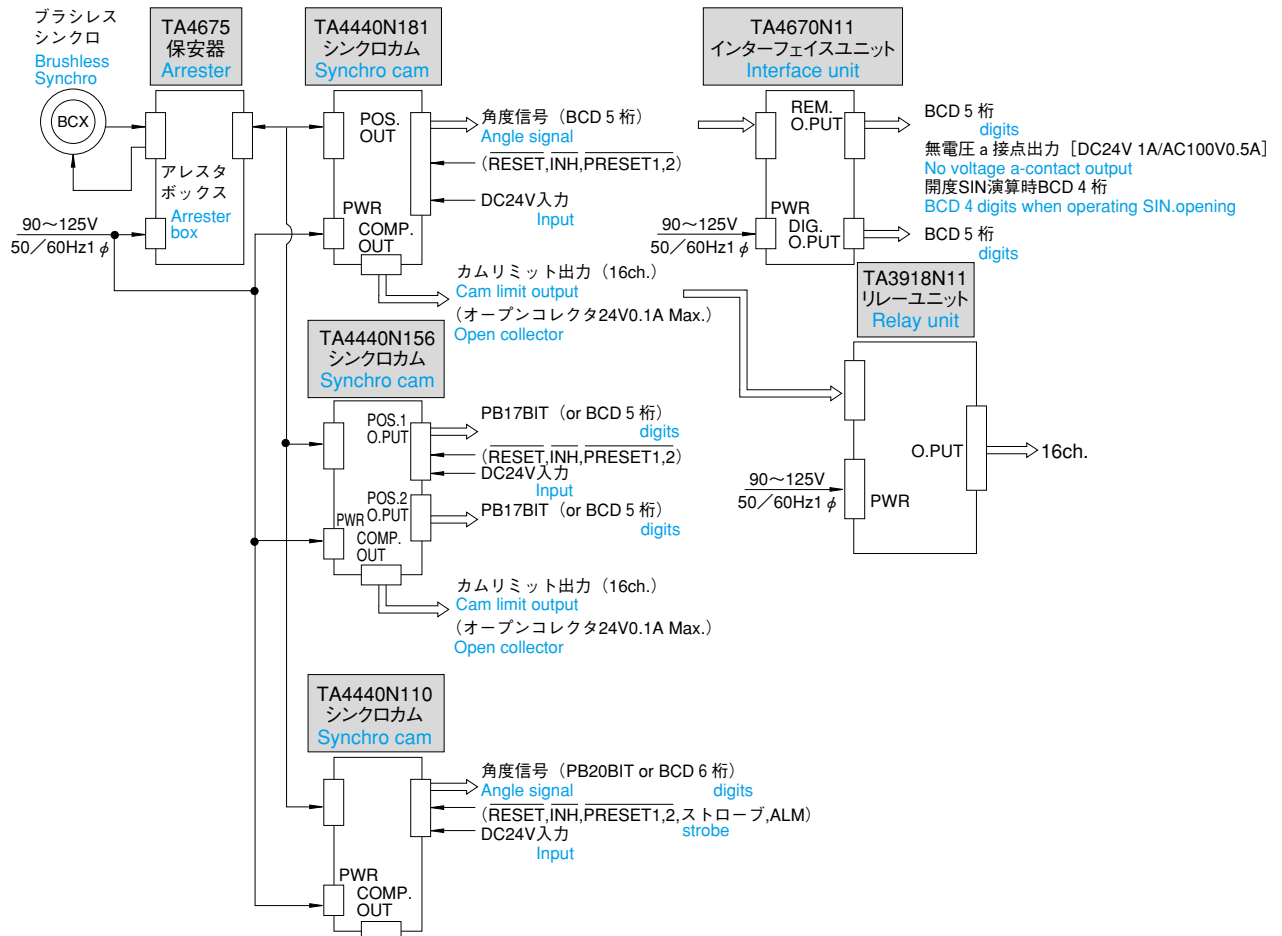 ブラシレス
シンクロ
Brushless
Synchro
BCX
TA4675
保安器
Arrester
アレスタ
ボックス
Arrester
box
90～125V
50／60Hz1φ
TA4440N181
シンクロカム
Synchro cam
POS.
OUT
PWR
COMP.
OUT
角度信号（BCD 5 桁）
Angle signal
(RESET,INH,PRESET1,2)
DC24V入力
Input
カムリミット出力（16ch.）
Cam limit output
（オープンコレクタ24V0.1A Max.）
Open collector
TA4440N156
シンクロカム
Synchro cam
POS.1
O.PUT
POS.2
O.PUT
PWR
COMP.
OUT
PB17BIT（or BCD 5 桁）
digits
(RESET,INH,PRESET1,2)
DC24V入力
Input
PB17BIT（or BCD 5 桁）
digits
カムリミット出力（16ch.）
Cam limit output
（オープンコレクタ24V0.1A Max.）
Open collector
TA4440N110
シンクロカム
Synchro cam
PWR
COMP.
OUT
角度信号（PB20BIT or BCD 6 桁）
Angle signal digits
(RESET,INH,PRESET1,2,ストローブ,ALM)
strobe
DC24V入力
Input
TA4670N11
インターフェイスユニット
Interface unit
REM.
O.PUT
PWR
DIG.
O.PUT
90～125V
50／60Hz1φ
BCD 5 桁
digits
無電圧 a 接点出力［DC24V 1A/AC100V0.5A］
No voltage a-contact output
開度SIN演算時BCD 4 桁
BCD 4 digits when operating SIN.opening
BCD 5 桁
digits
TA3918N11
リレーユニット
Relay unit
O.PUT
16ch.
90～125V
50／60Hz1φ
PWR